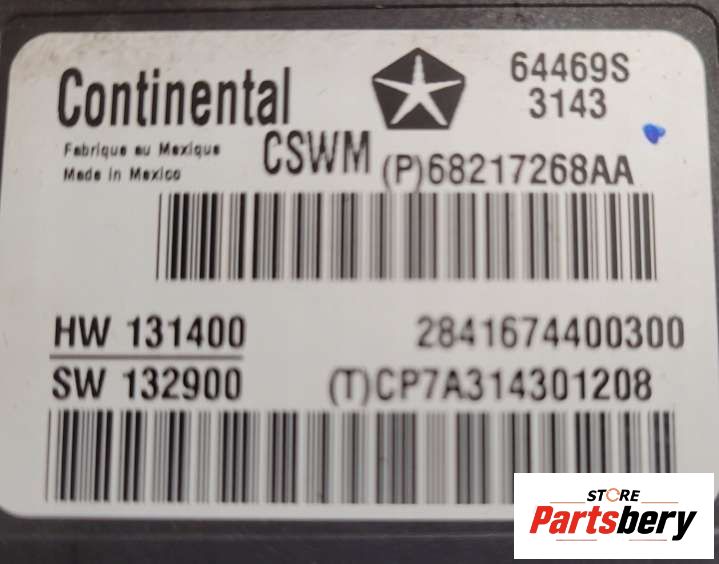 Continental
64469S
3143
Fabrique au Mexique
Made in Mexico
CSWM
(P)68217268AA
HW 131400
2841674400300
SW 132900
(T)CP7A314301208
STORE
Partsbery